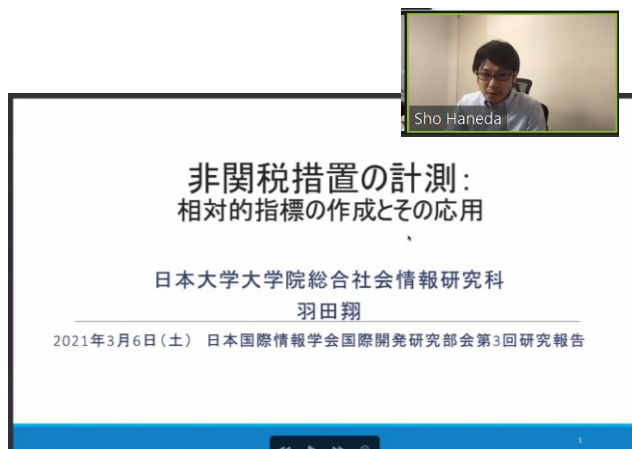 Sho Haneda
非関税措置の計測:
相対的指標の作成とその応用
日本大学大学院総合社会情報研究科
羽田翔
2021年3月6日(土) 日本国際情報学会国際開発研究部会第3回研究報告
1